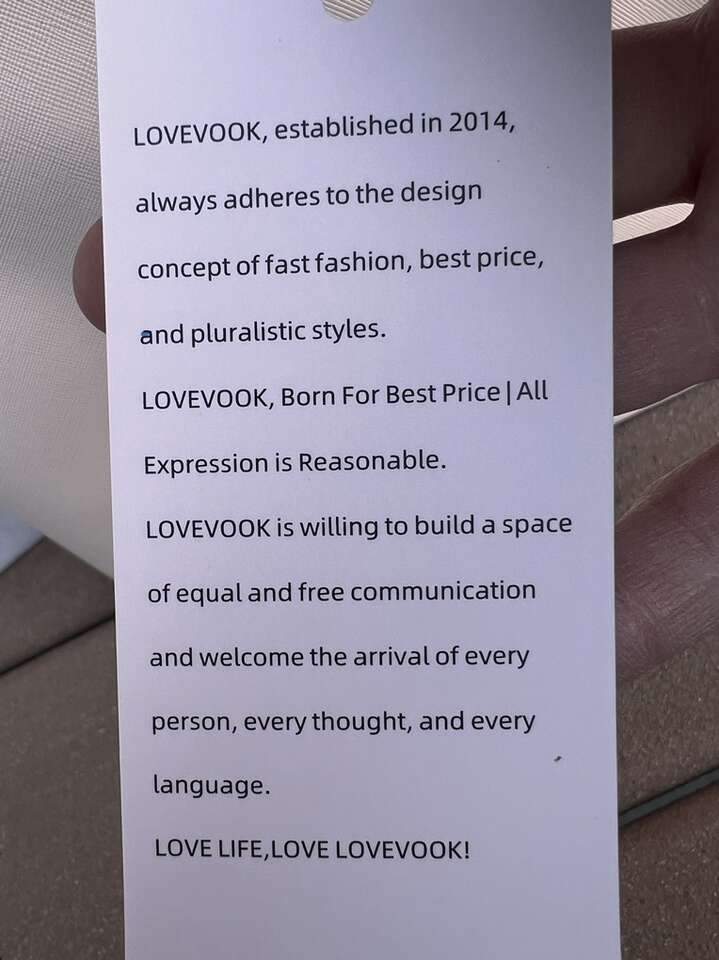 LOVEVOOK, established in 2014,
always adheres to the design
concept of fast fashion, best price,
and pluralistic styles.
LOVEVOOK, Born For Best Price | All
Expression is Reasonable.
LOVEVOOK is willing to build a space
of equal and free communication
and welcome the arrival of every
person, every thought, and every
language.
LOVE LIFE,LOVE LOVEVOOK!